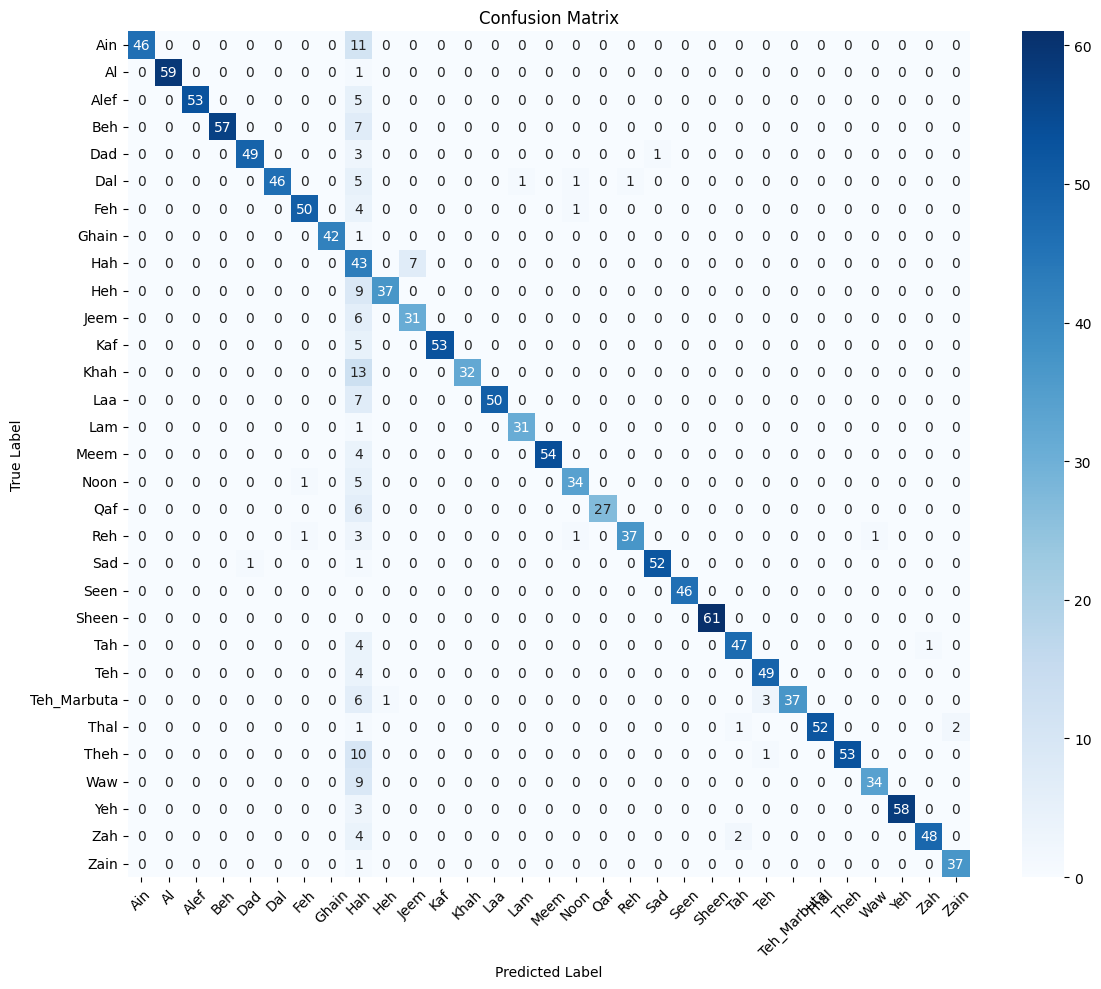 Confusion Matrix
Ain 46 0 0 0 0 0 0 0 11 0 0 0 0 0 0 0 0 0 0 0 0 0 0 0 0 0 0 0 0 0 0
Al 0 59 0 0 0 0 0 0 1 0 0 0 0 0 0 0 0 0 0 0 0 0 0 0 0 0 0 0 0 0 0
Alef 0 0 53 0 0 0 0 0 5 0 0 0 0 0 0 0 0 0 0 0 0 0 0 0 0 0 0 0 0 0 0
Beh 0 0 0 57 0 0 0 0 7 0 0 0 0 0 0 0 0 0 0 0 0 0 0 0 0 0 0 0 0 0 0
Dad 0 0 0 0 49 0 0 0 3 0 0 0 0 0 0 0 0 0 0 1 0 0 0 0 0 0 0 0 0 0 0
Dal 0 0 0 0 0 46 0 0 5 0 0 0 0 0 1 0 1 0 1 0 0 0 0 0 0 0 0 0 0 0 0
Feh 0 0 0 0 0 0 50 0 4 0 0 0 0 0 0 0 1 0 0 0 0 0 0 0 0 0 0 0 0 0 0
Ghain 0 0 0 0 0 0 0 42 1 0 0 0 0 0 0 0 0 0 0 0 0 0 0 0 0 0 0 0 0 0 0
Hah 0 0 0 0 0 0 0 0 43 0 7 0 0 0 0 0 0 0 0 0 0 0 0 0 0 0 0 0 0 0 0
Heh 0 0 0 0 0 0 0 0 9 37 0 0 0 0 0 0 0 0 0 0 0 0 0 0 0 0 0 0 0 0 0
Jeem 0 0 0 0 0 0 0 0 6 0 31 0 0 0 0 0 0 0 0 0 0 0 0 0 0 0 0 0 0 0 0
Kaf 0 0 0 0 0 0 0 0 5 0 0 53 0 0 0 0 0 0 0 0 0 0 0 0 0 0 0 0 0 0 0
Khah 0 0 0 0 0 0 0 0 13 0 0 0 32 0 0 0 0 0 0 0 0 0 0 0 0 0 0 0 0 0 0
Laa 0 0 0 0 0 0 0 0 7 0 0 0 0 50 0 0 0 0 0 0 0 0 0 0 0 0 0 0 0 0 0
Lam 0 0 0 0 0 0 0 0 1 0 0 0 0 0 31 0 0 0 0 0 0 0 0 0 0 0 0 0 0 0 0
Meem 0 0 0 0 0 0 0 0 4 0 0 0 0 0 0 54 0 0 0 0 0 0 0 0 0 0 0 0 0 0 0
Noon 0 0 0 0 0 0 1 0 5 0 0 0 0 0 0 0 34 0 0 0 0 0 0 0 0 0 0 0 0 0 0
Qaf 0 0 0 0 0 0 0 0 6 0 0 0 0 0 0 0 0 27 0 0 0 0 0 0 0 0 0 0 0 0 0
Reh 0 0 0 0 0 0 1 0 3 0 0 0 0 0 0 0 1 0 37 0 0 0 0 0 0 0 0 1 0 0 0
Sad 0 0 0 0 1 0 0 0 1 0 0 0 0 0 0 0 0 0 0 52 0 0 0 0 0 0 0 0 0 0 0
Seen 0 0 0 0 0 0 0 0 0 0 0 0 0 0 0 0 0 0 0 0 46 0 0 0 0 0 0 0 0 0 0
Sheen 0 0 0 0 0 0 0 0 0 0 0 0 0 0 0 0 0 0 0 0 0 61 0 0 0 0 0 0 0 0 0
Tah 0 0 0 0 0 0 0 0 4 0 0 0 0 0 0 0 0 0 0 0 0 0 47 0 0 0 0 0 0 1 0
Teh 0 0 0 0 0 0 0 0 4 0 0 0 0 0 0 0 0 0 0 0 0 0 0 49 0 0 0 0 0 0 0
Teh_Marbuta 0 0 0 0 0 0 0 0 6 1 0 0 0 0 0 0 0 0 0 0 0 0 0 3 37 0 0 0 0 0 0
Thal 0 0 0 0 0 0 0 0 1 0 0 0 0 0 0 0 0 0 0 0 0 0 1 0 0 52 0 0 0 0 2
Theh 0 0 0 0 0 0 0 0 10 0 0 0 0 0 0 0 0 0 0 0 0 0 0 1 0 0 53 0 0 0 0
Waw 0 0 0 0 0 0 0 0 9 0 0 0 0 0 0 0 0 0 0 0 0 0 0 0 0 0 0 34 0 0 0
Yeh 0 0 0 0 0 0 0 0 3 0 0 0 0 0 0 0 0 0 0 0 0 0 0 0 0 0 0 0 58 0 0
Zah 0 0 0 0 0 0 0 0 4 0 0 0 0 0 0 0 0 0 0 0 0 0 2 0 0 0 0 0 0 48 0
Zain 0 0 0 0 0 0 0 0 1 0 0 0 0 0 0 0 0 0 0 0 0 0 0 0 0 0 0 0 0 0 37
True Label
Ain Al Alef Beh Dad Dal Feh Ghain Hah Heh Jeem Kaf Khah Laa Lam Meem Noon Qaf Reh Sad Seen Sheen Tah Teh Teh_Marbuta Thal Theh Waw Yeh Zah Zain
Predicted Label
60
50
40
30
20
10
0